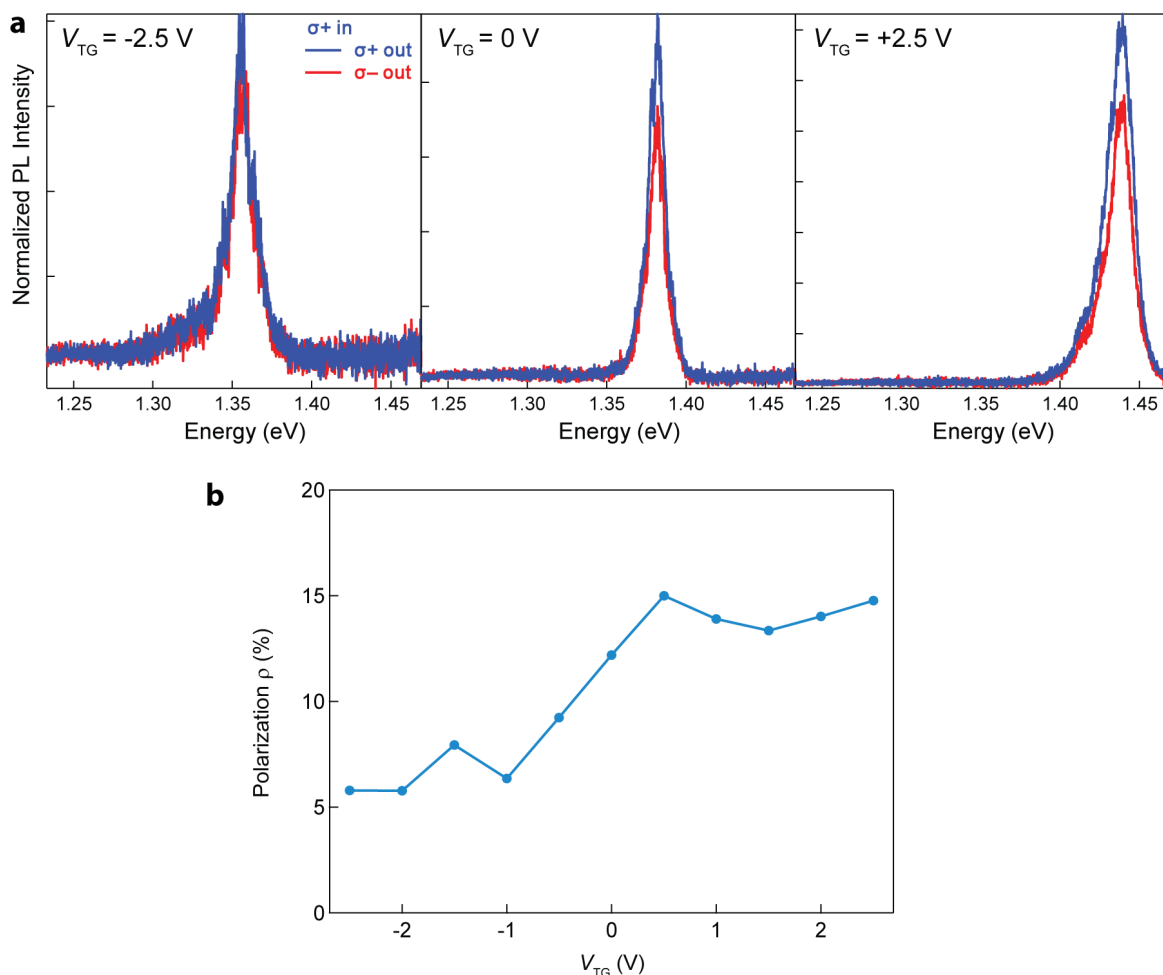 a
V_TG = -2.5 V
σ+ in
σ+ out
σ− out
V_TG = 0 V
V_TG = +2.5 V
Normalized PL Intensity
1.25 1.30 1.35 1.40 1.45
1.25 1.30 1.35 1.40 1.45
1.25 1.30 1.35 1.40 1.45
Energy (eV)
Energy (eV)
Energy (eV)
b
20
15
10
5
0
Polarization ρ (%)
-2 -1 0 1 2
V_TG (V)